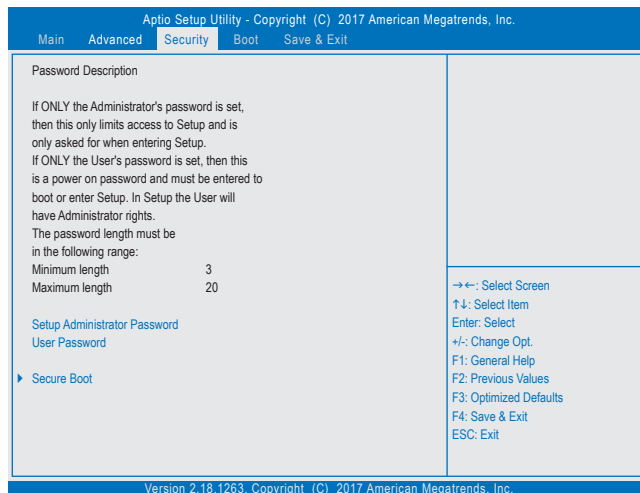 Aptio Setup Utility - Copyright (C) 2017 American Megatrends, Inc.
Main Advanced Security Boot Save & Exit
Password Description
If ONLY the Administrator's password is set,
then this only limits access to Setup and is
only asked for when entering Setup.
If ONLY the User's password is set, then this
is a power on password and must be entered to
boot or enter Setup. In Setup the User will
have Administrator rights.
The password length must be
in the following range:
Minimum length 3
Maximum length 20
Setup Administrator Password
User Password
Secure Boot
→←: Select Screen
↑↓: Select Item
Enter: Select
+/-: Change Opt.
F1: General Help
F2: Previous Values
F3: Optimized Defaults
F4: Save & Exit
ESC: Exit
Version 2.18.1263. Copyright (C) 2017 American Megatrends, Inc.